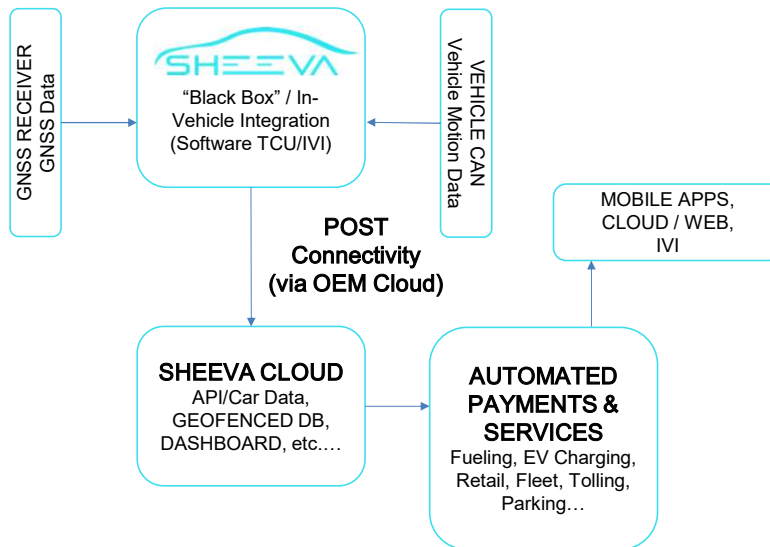 GNSS RECEIVER
GNSS Data
SHEEVA
“Black Box” / In-
Vehicle Integration
(Software TCU/IVI)
VEHICLE CAN
Vehicle Motion Data
MOBILE APPS,
CLOUD / WEB,
IVI
POST
Connectivity
(via OEM Cloud)
SHEEVA CLOUD
API/Car Data,
GEOFENCED DB,
DASHBOARD, etc.…
AUTOMATED
PAYMENTS &
SERVICES
Fueling, EV Charging,
Retail, Fleet, Tolling,
Parking…